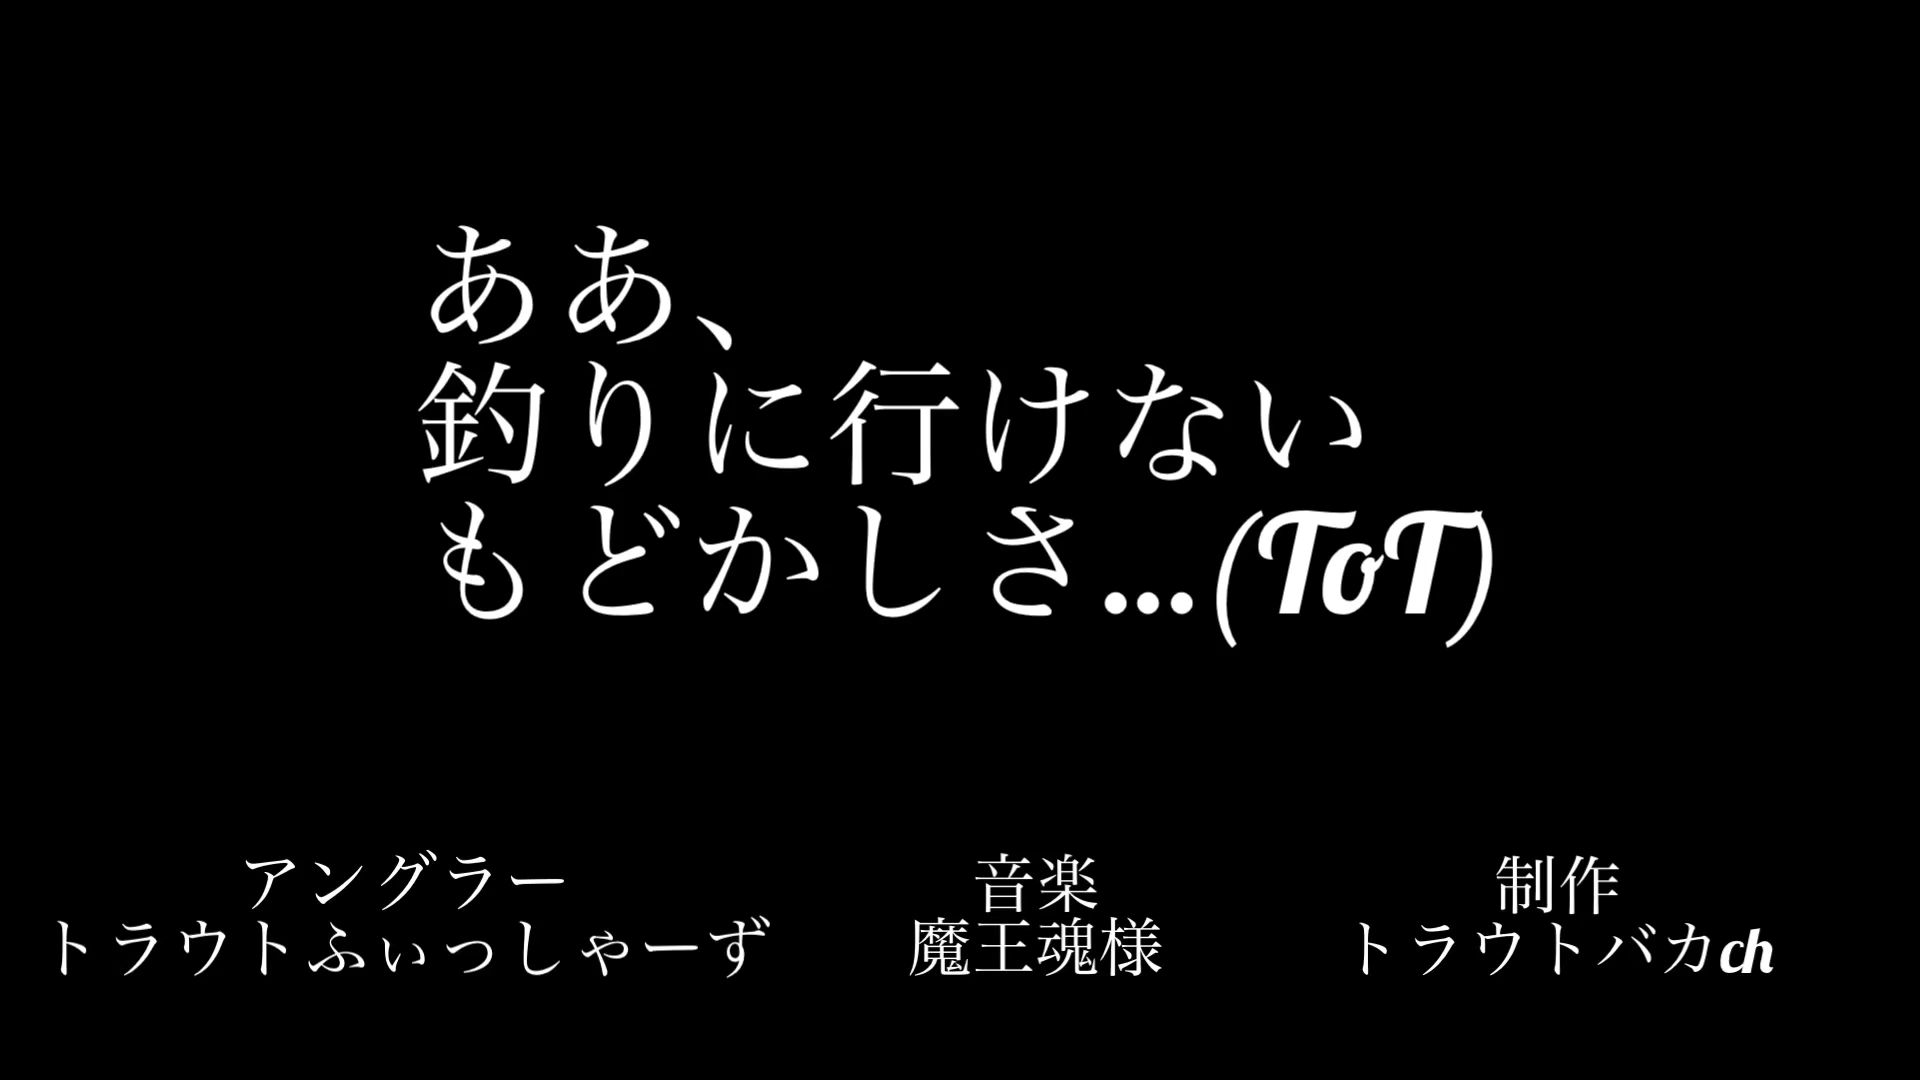 ああ、
釣りに行けない
もどかしさ...(ToT)
アングラー
トラウトふぃっしゃーず
音楽
魔王魂様
制作
トラウトバカch